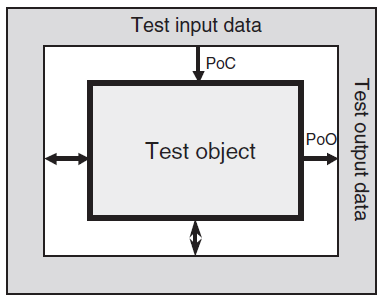 Test input data
PoC
Test object
PoO
Test output data